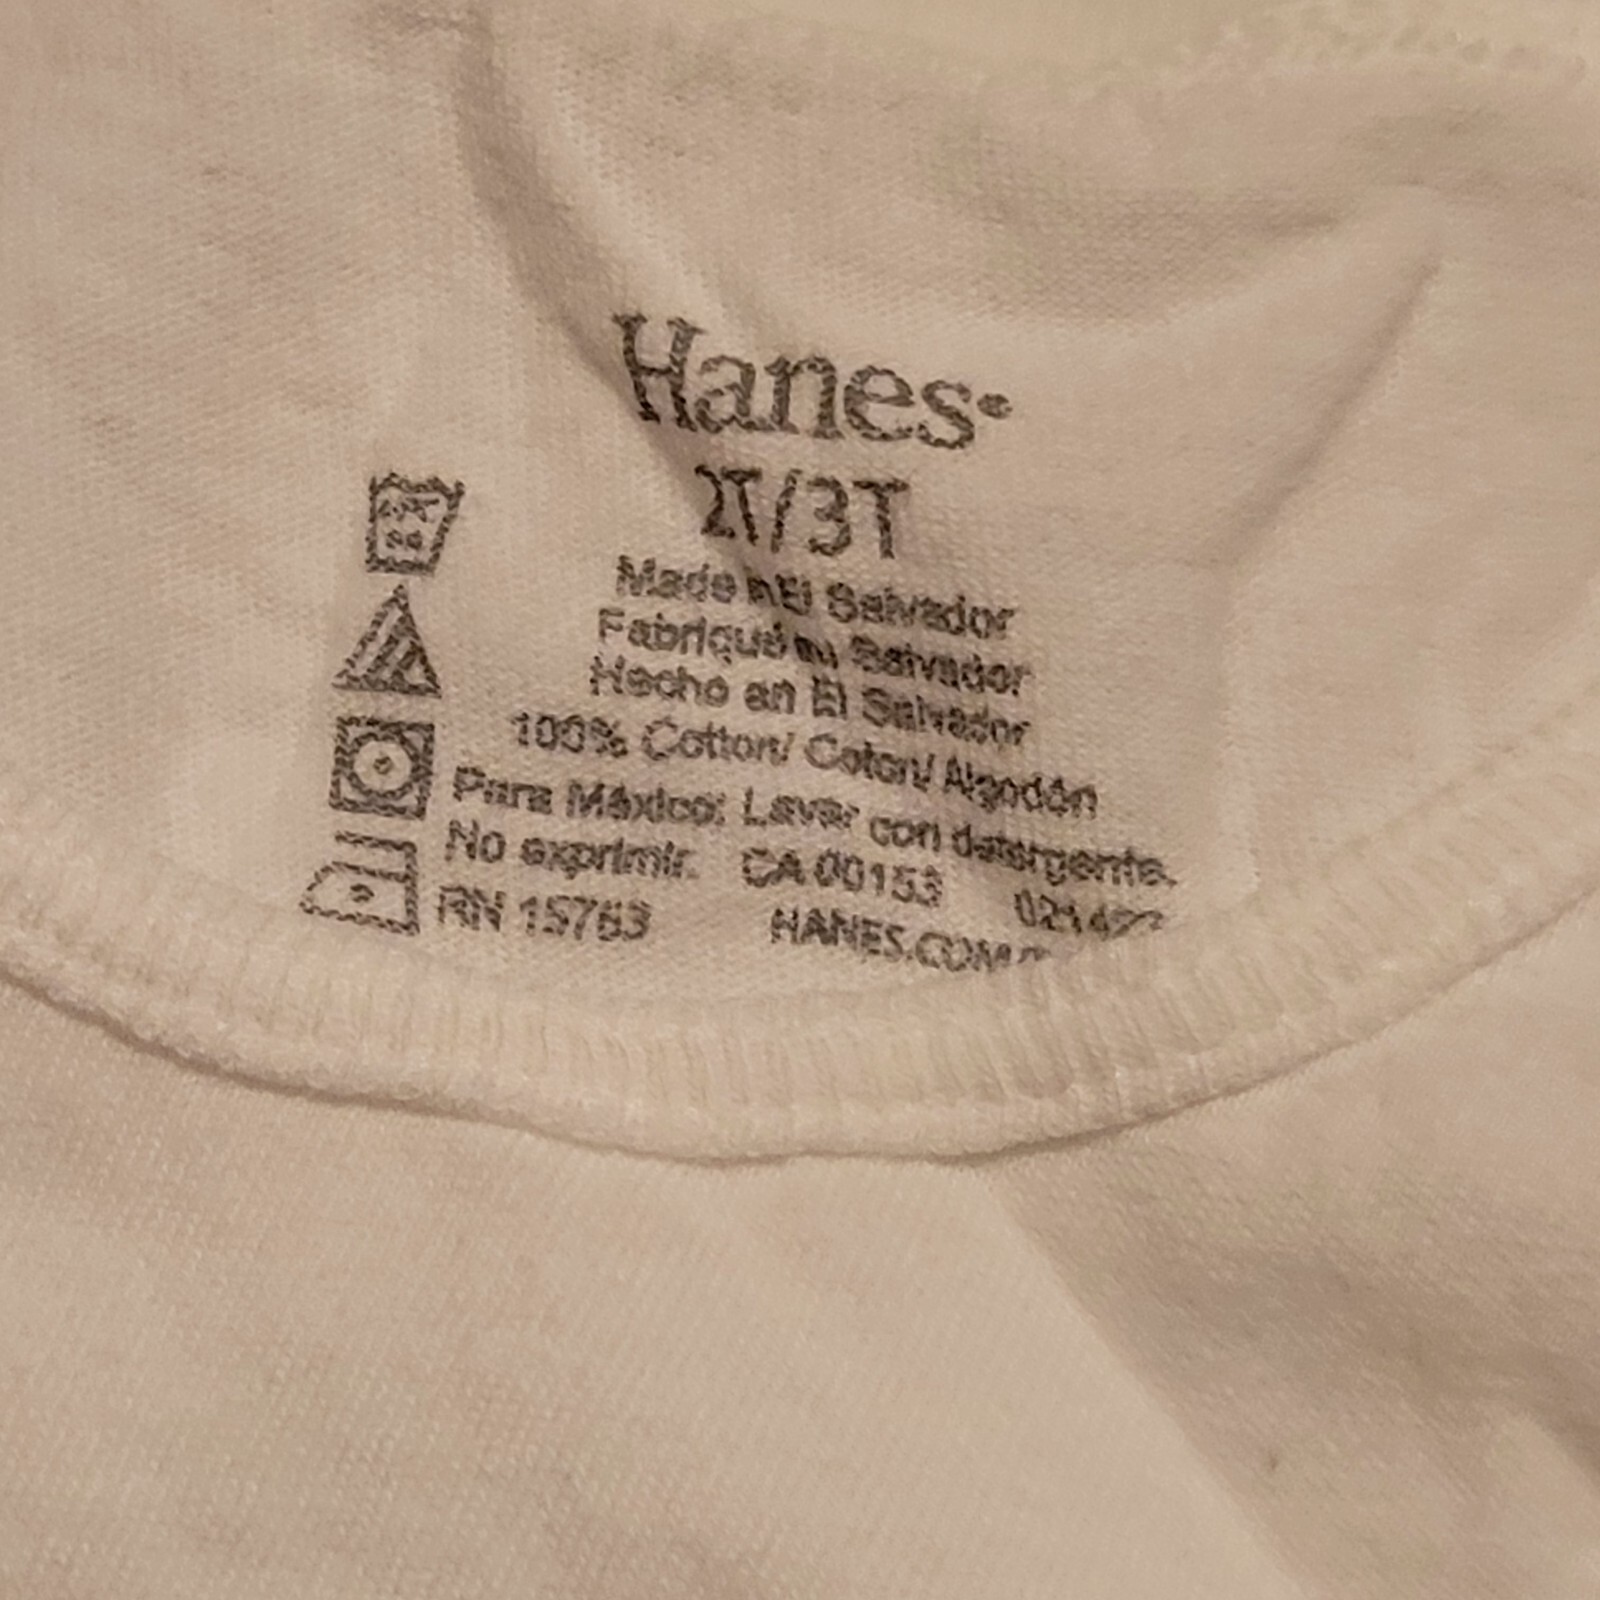 Hanes
2T/3T
Made in El Salvador
Fabriqué au Salvador
Hecho en El Salvador
100% Cotton/ Coton/ Algodón
Para México: Lavar con detergente.
No exprimir. CA 00153
RN 15763 HANES.COM